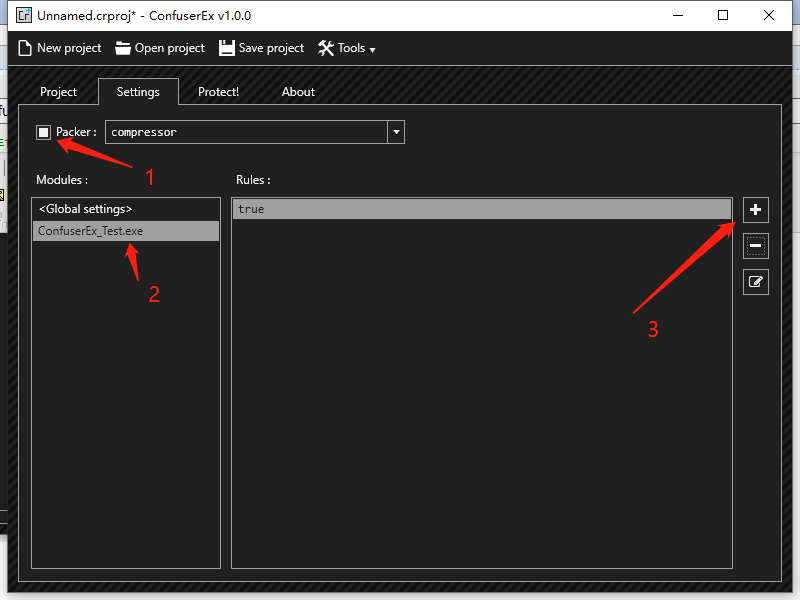 Unnamed.crproj* - ConfuserEx v1.0.0
New project Open project Save project Tools
Project Settings Protect! About
Packer : compressor
1
Modules : Rules :
<Global settings> true
ConfuserEx_Test.exe
2
3